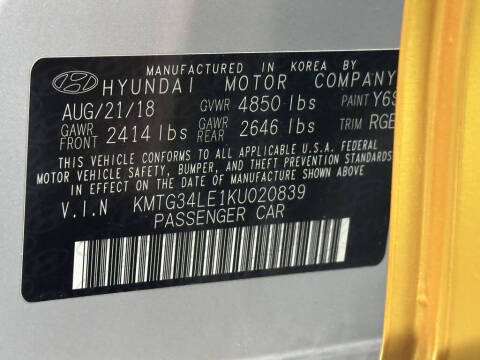 MANUFACTURED IN KOREA BY
HYUNDAI MOTOR COMPANY
AUG/21/18 GVWR 4850 lbs PAINT Y6S
GAWR FRONT 2414 lbs GAWR REAR 2646 lbs TRIM RGE
THIS VEHICLE CONFORMS TO ALL APPLICABLE U.S.A. FEDERAL
MOTOR VEHICLE SAFETY, BUMPER, AND THEFT PREVENTION STANDARDS
IN EFFECT ON THE DATE OF MANUFACTURE SHOWN ABOVE.
V.I.N KMTG34LE1KU020839
PASSENGER CAR